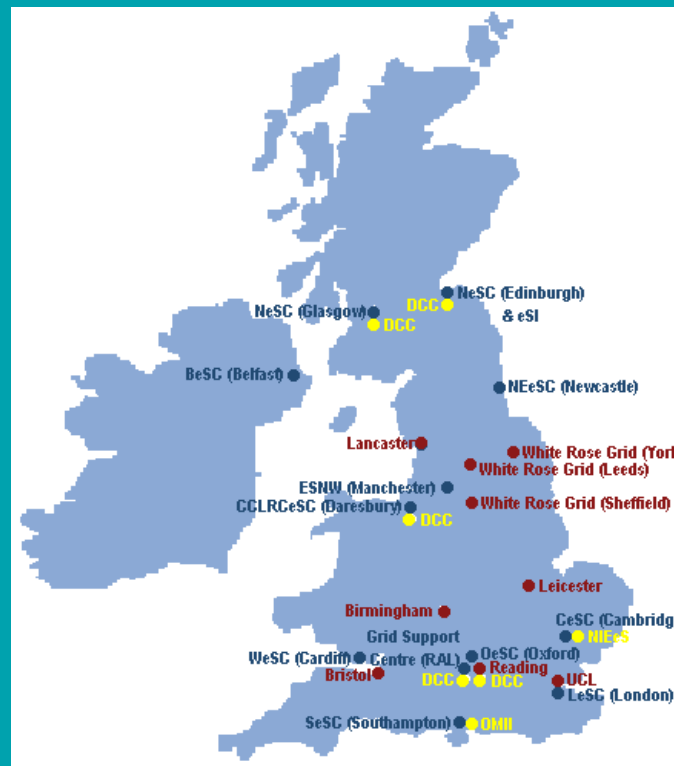 NeSC (Edinburgh)
DCC
& eSI
NeSC (Glasgow)
DCC
BeSC (Belfast)
NEeSC (Newcastle)
Lancaster
White Rose Grid (York
White Rose Grid (Leeds)
ESNW (Manchester)
White Rose Grid (Sheffield)
CCLRCeSC (Daresbury)
DCC
Leicester
Birmingham
CeSC (Cambridg
Grid Support
NIEeS
OeSC (Oxford)
WeSC (Cardiff)
Centre (RAL)
Reading
Bristol
DCC
DCC
UCL
LeSC (London)
SeSC (Southampton)
OMII